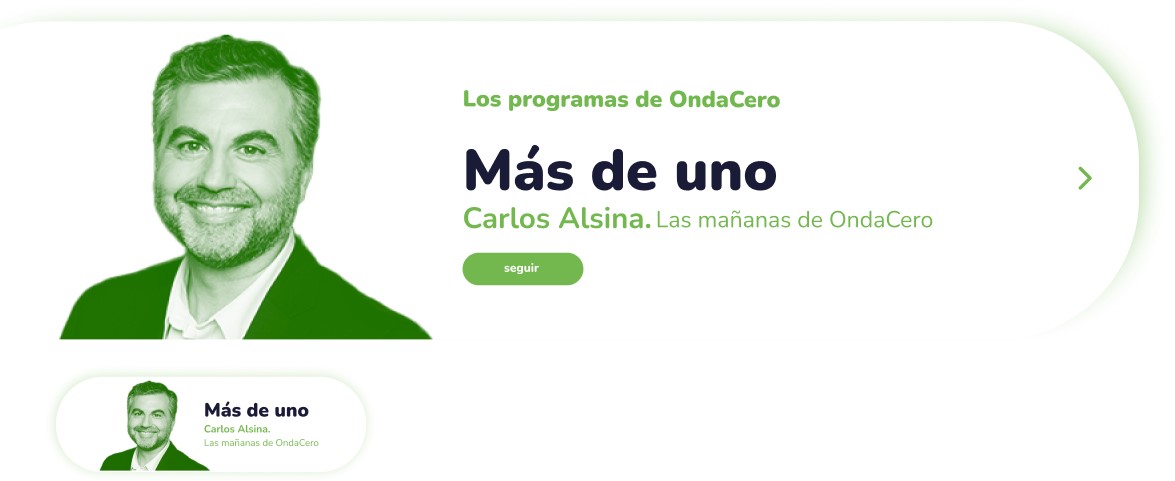 Los programas de OndaCero
Más de uno
Carlos Alsina. Las mañanas de OndaCero
seguir
Más de uno
Carlos Alsina.
Las mañanas de OndaCero